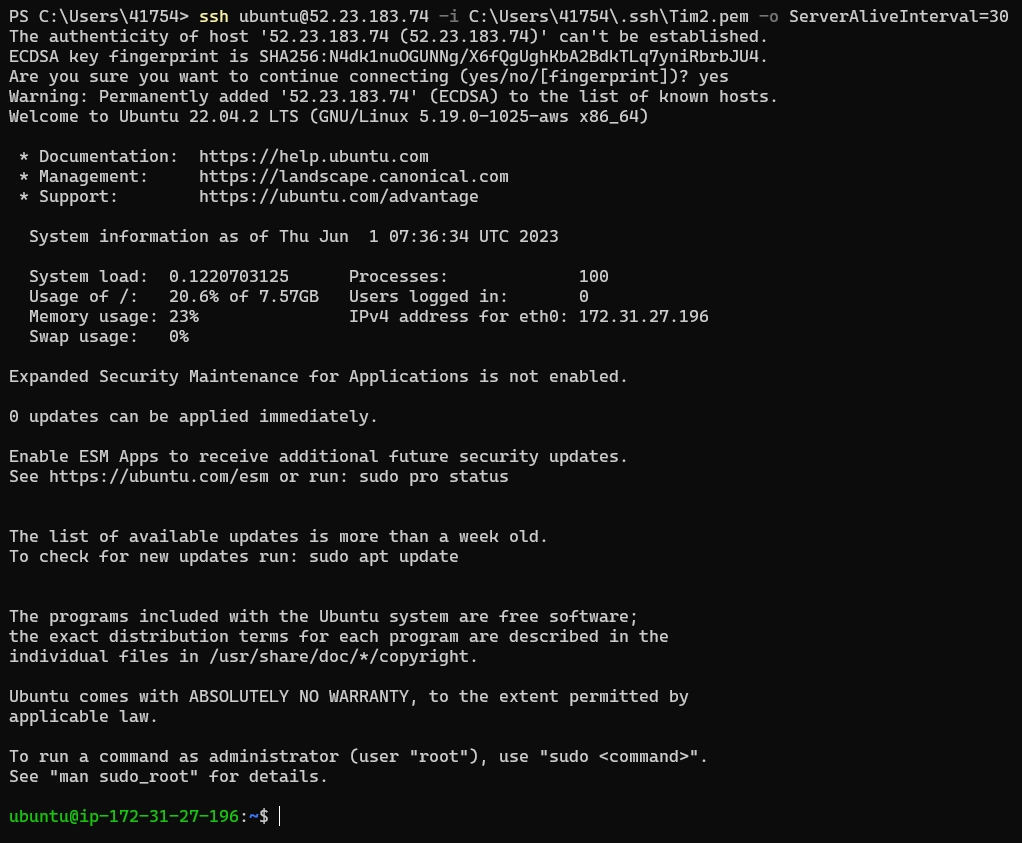 PS C:\Users\41754> ssh ubuntu@52.23.183.74 -i C:\Users\41754\.ssh\Tim2.pem -o ServerAliveInterval=30
The authenticity of host '52.23.183.74 (52.23.183.74)' can't be established.
ECDSA key fingerprint is SHA256:N4dk1nuOGUNNg/X6fQgUghKbA2BdkTLq7yniRbrbJU4.
Are you sure you want to continue connecting (yes/no/[fingerprint])? yes
Warning: Permanently added '52.23.183.74' (ECDSA) to the list of known hosts.
Welcome to Ubuntu 22.04.2 LTS (GNU/Linux 5.19.0-1025-aws x86_64)

 * Documentation:  https://help.ubuntu.com
 * Management:     https://landscape.canonical.com
 * Support:        https://ubuntu.com/advantage

  System information as of Thu Jun  1 07:36:34 UTC 2023

  System load:  0.1220703125      Processes:             100
  Usage of /:   20.6% of 7.57GB   Users logged in:       0
  Memory usage: 23%               IPv4 address for eth0: 172.31.27.196
  Swap usage:   0%

Expanded Security Maintenance for Applications is not enabled.

0 updates can be applied immediately.

Enable ESM Apps to receive additional future security updates.
See https://ubuntu.com/esm or run: sudo pro status


The list of available updates is more than a week old.
To check for new updates run: sudo apt update


The programs included with the Ubuntu system are free software;
the exact distribution terms for each program are described in the
individual files in /usr/share/doc/*/copyright.

Ubuntu comes with ABSOLUTELY NO WARRANTY, to the extent permitted by
applicable law.

To run a command as administrator (user "root"), use "sudo <command>".
See "man sudo_root" for details.

ubuntu@ip-172-31-27-196:~$